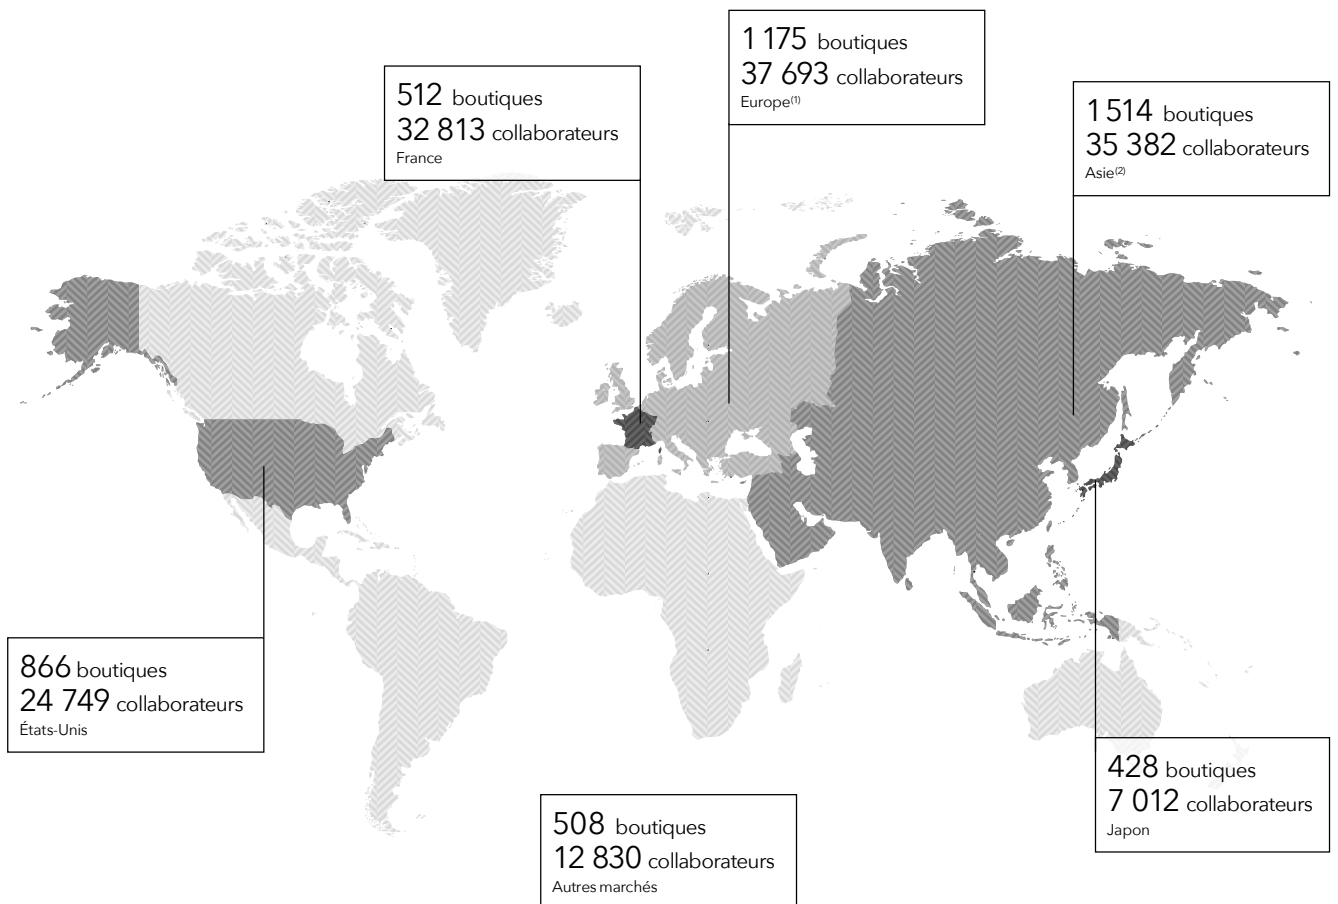 1 175 boutiques
37 693 collaborateurs
Europe(1)
512 boutiques
32 813 collaborateurs
France
1 514 boutiques
35 382 collaborateurs
Asie(2)
866 boutiques
24 749 collaborateurs
États-Unis
428 boutiques
7 012 collaborateurs
Japon
508 boutiques
12 830 collaborateurs
Autres marchés